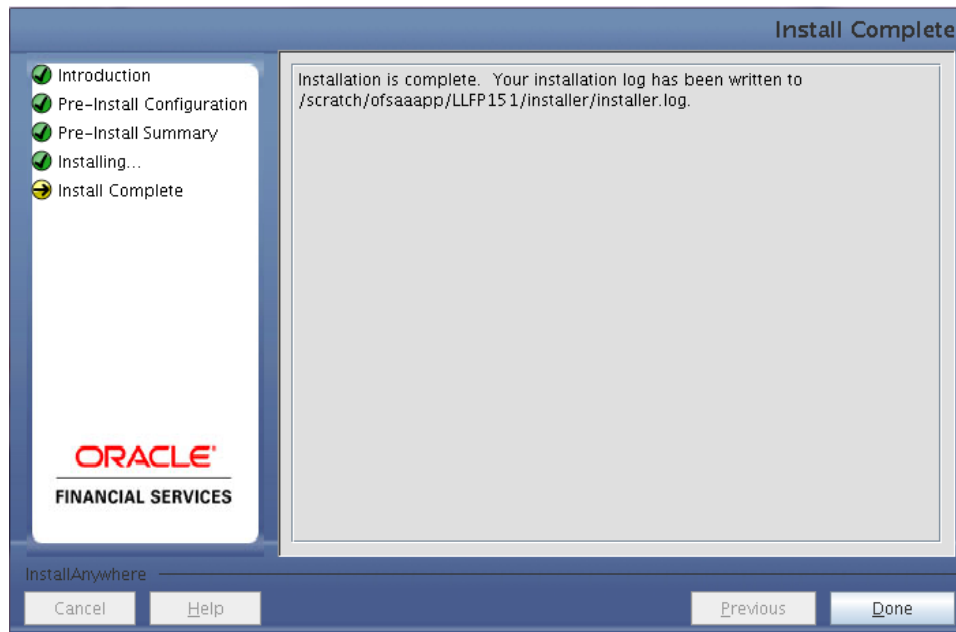 Install Complete
Introduction
Pre-Install Configuration
Pre-Install Summary
Installing...
Install Complete
Installation is complete.  Your installation log has been written to
/scratch/ofsaaapp/LLFP151/installer/installer.log.
ORACLE'
FINANCIAL SERVICES
InstallAnywhere
Cancel
Help
Previous
Done